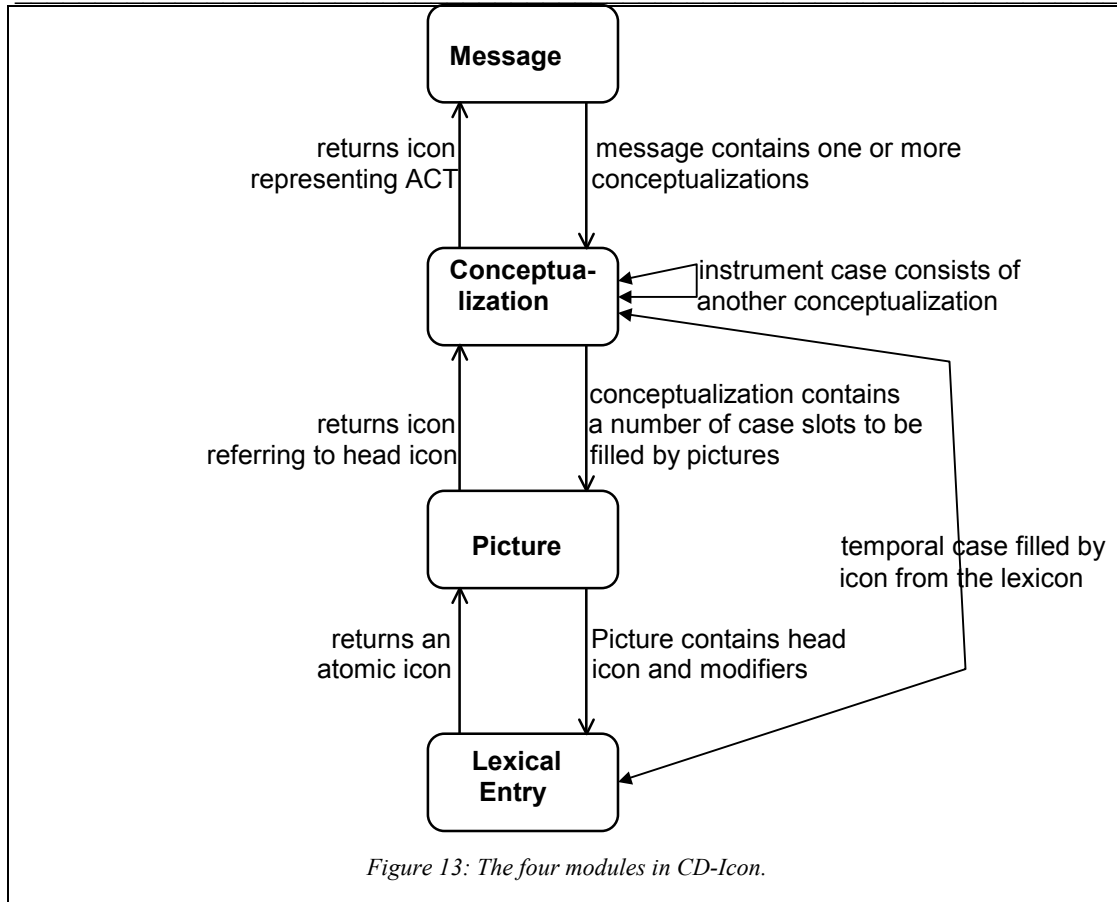 Message
returns icon
representing ACT
message contains one or more
conceptualizations
Conceptua-
lization
instrument case consists of
another conceptualization
returns icon
referring to head icon
conceptualization contains
a number of case slots to be
filled by pictures
Picture
temporal case filled by
icon from the lexicon
returns an
atomic icon
Picture contains head
icon and modifiers
Lexical
Entry
Figure 13: The four modules in CD-Icon.